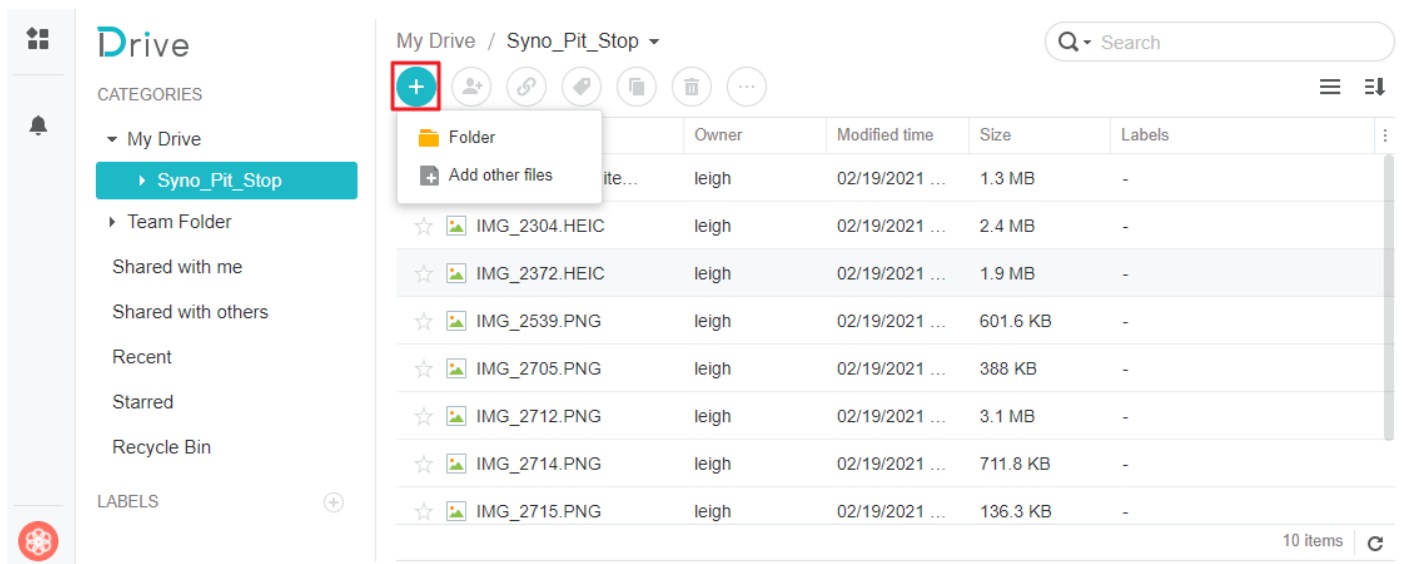 Drive
My Drive / Syno_Pit_Stop
Search
CATEGORIES
My Drive
Syno_Pit_Stop
Team Folder
Shared with me
Shared with others
Recent
Starred
Recycle Bin
LABELS
Folder
Add other files
Owner Modified time Size Labels
ite... leigh 02/19/2021 ... 1.3 MB -
IMG_2304.HEIC leigh 02/19/2021 ... 2.4 MB -
IMG_2372.HEIC leigh 02/19/2021 ... 1.9 MB -
IMG_2539.PNG leigh 02/19/2021 ... 601.6 KB -
IMG_2705.PNG leigh 02/19/2021 ... 388 KB -
IMG_2712.PNG leigh 02/19/2021 ... 3.1 MB -
IMG_2714.PNG leigh 02/19/2021 ... 711.8 KB -
IMG_2715.PNG leigh 02/19/2021 ... 136.3 KB -
10 items